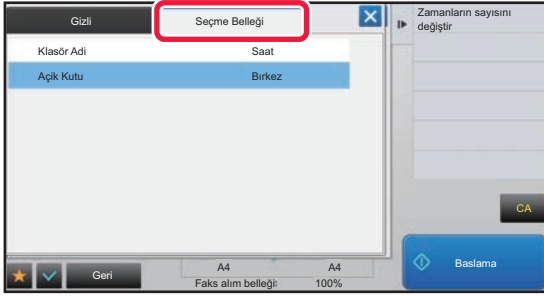 Gizli
Seçme Belleği
Klasör Adi
Saat
Açik Kutu
Bırkez
Geri
A4
A4
Faks alım belleği:
100%
Zamanların sayısını
değiştir
CA
Baslama